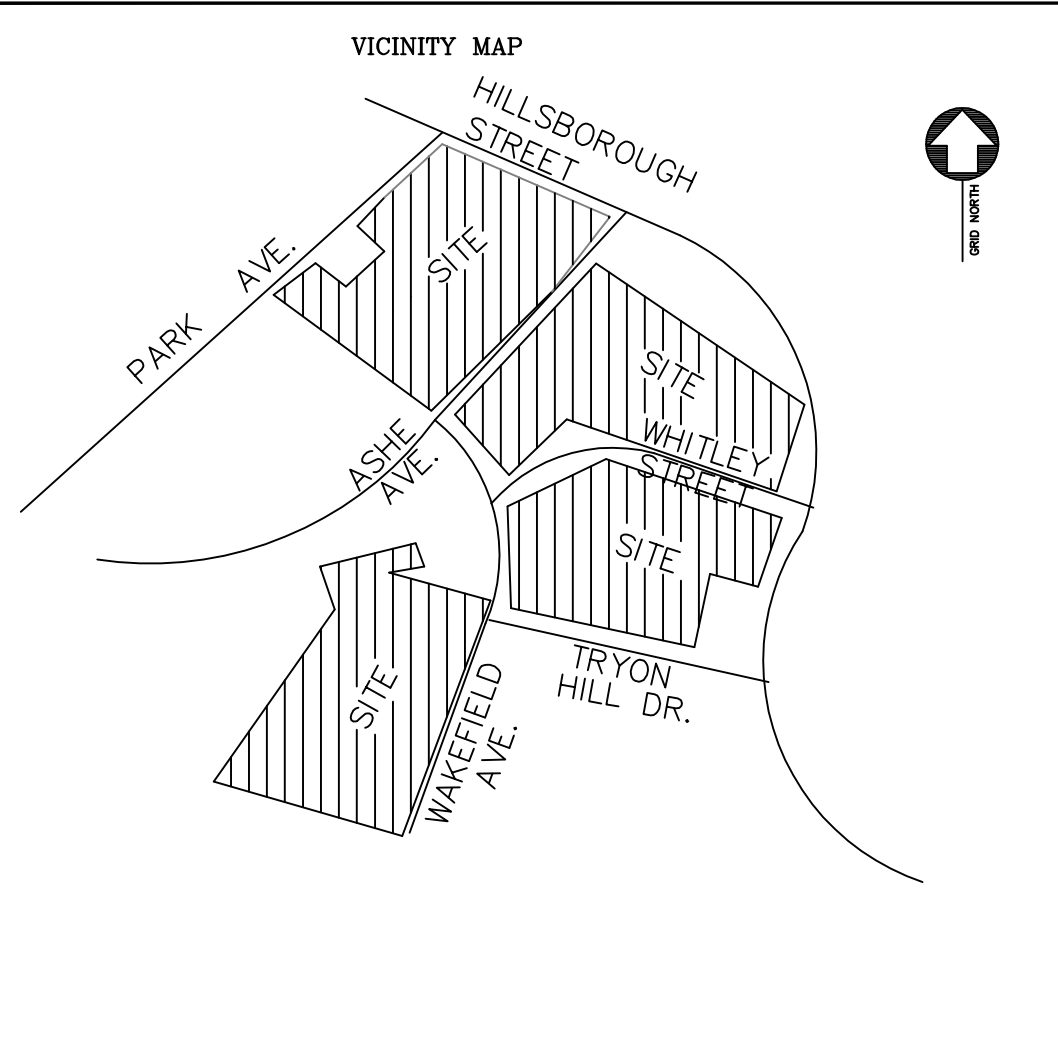 VICINITY MAP
HILLSBOROUGH
STREET
GRID NORTH
SITE
PARK AVE.
SITE
ASHE
AVE.
WHITLEY
STREET
SITE
SITE
TRYON
HILL DR.
WAKEFIELD
AVE.